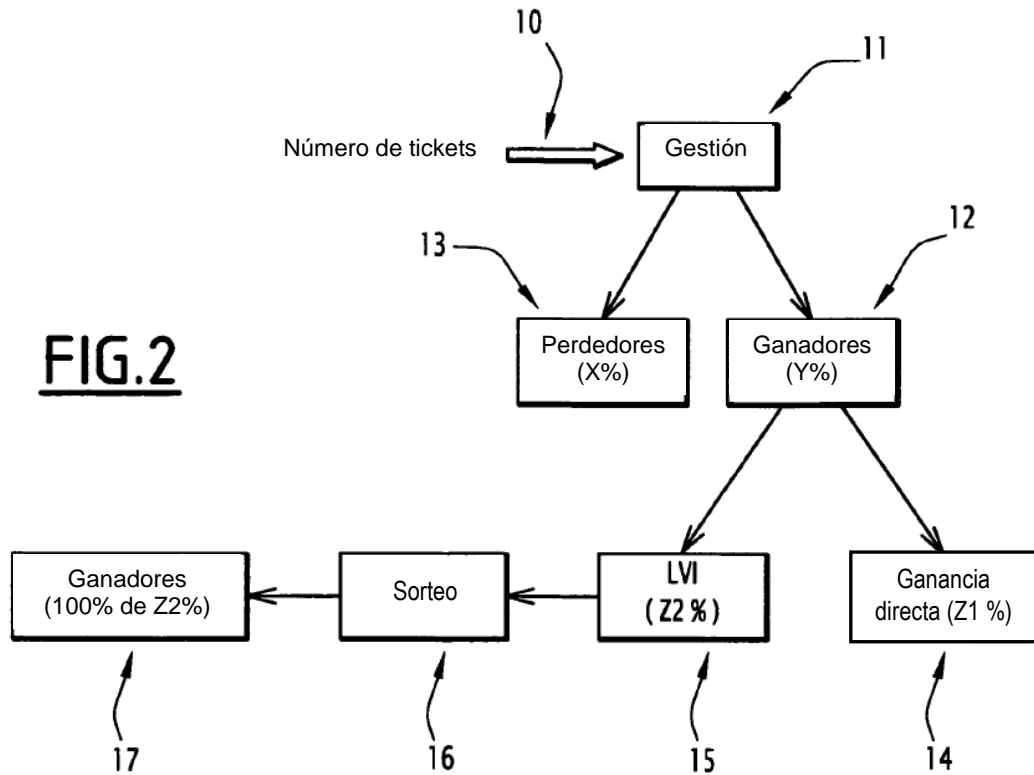 10
11
Número de tickets
Gestión
13
12
Perdedores
(X%)
Ganadores
(Y%)
FIG.2
Ganadores
(100% de Z2%)
Sorteo
LVI
(Z2%)
Ganancia
directa (Z1 %)
17
16
15
14